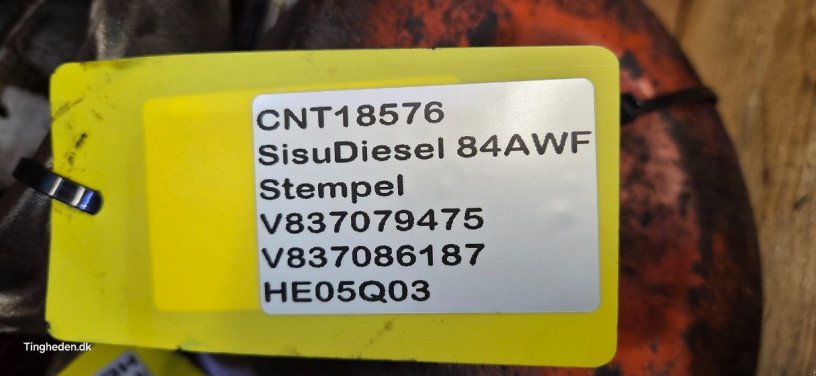 CNT18576
SisuDiesel 84AWF
Stempel
V837079475
V837086187
HE05Q03
Tingheden.dk